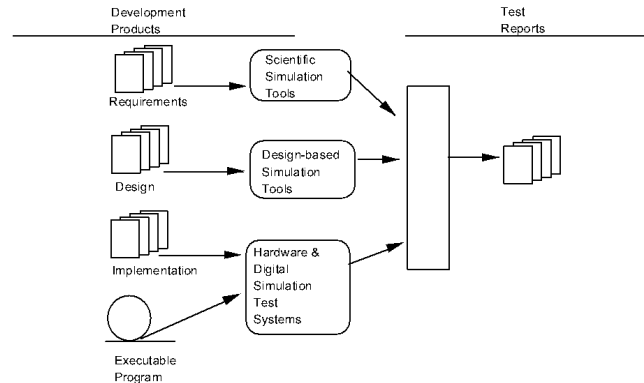 Development
Products
Test
Reports
Scientific
Simulation
Tools
Requirements
Design-based
Simulation
Tools
Design
Hardware &
Digital
Simulation
Test
Systems
Implementation
Executable
Program